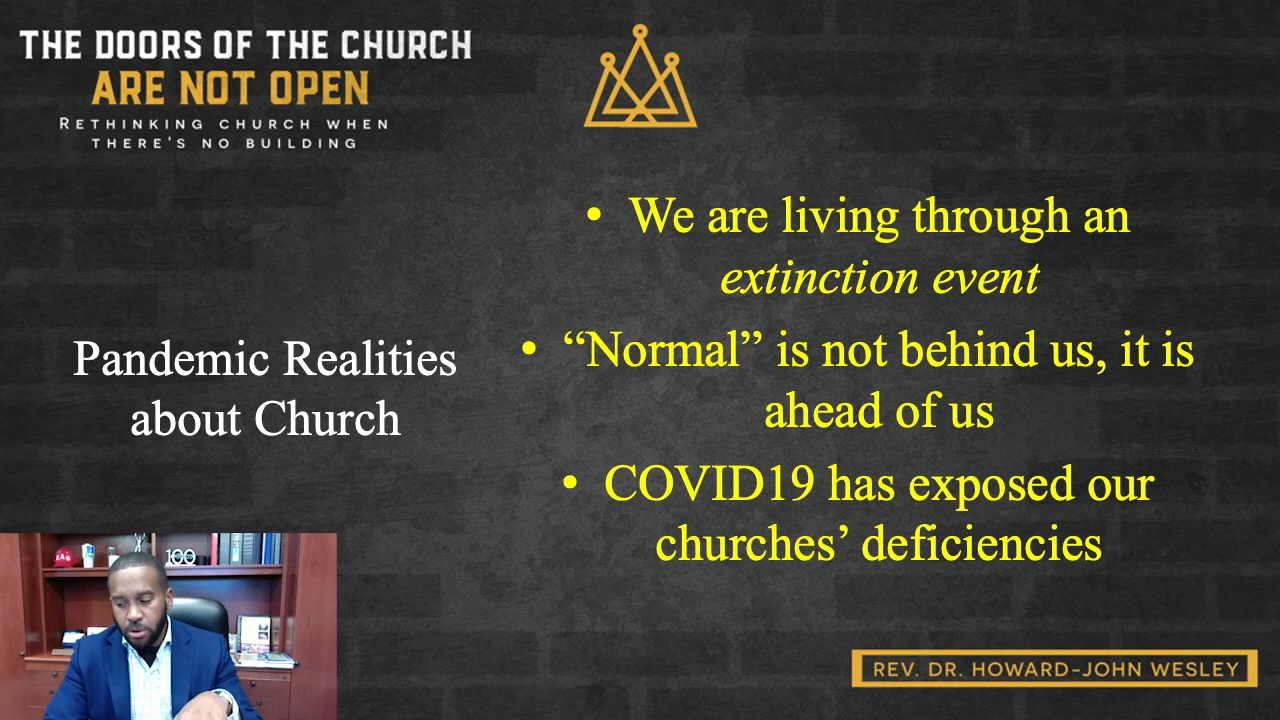 THE DOORS OF THE CHURCH
ARE NOT OPEN
RETHINKING CHURCH WHEN
THERE'S NO BUILDING
Pandemic Realities
about Church
• We are living through an
extinction event
• “Normal” is not behind us, it is
ahead of us
• COVID19 has exposed our
churches’ deficiencies
100
REV. DR. HOWARD-JOHN WESLEY